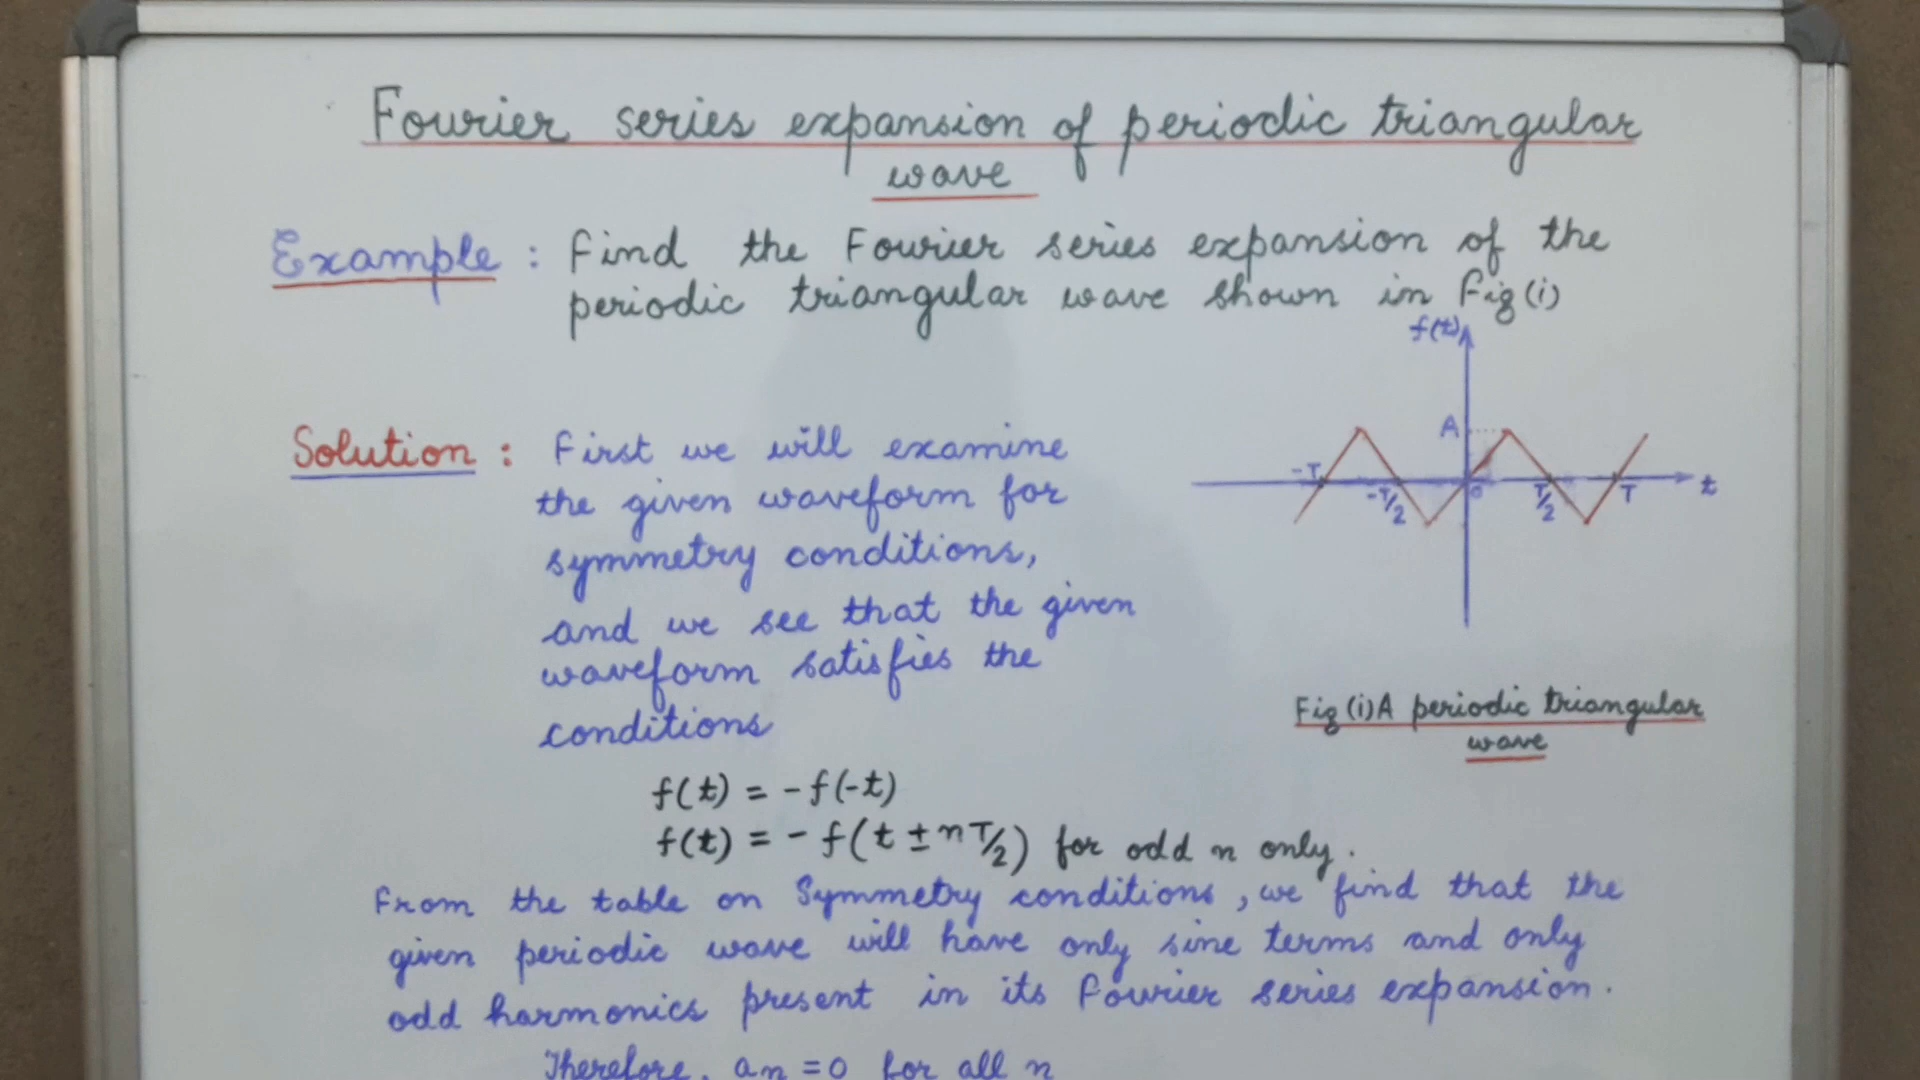 Fourier series expansion of periodic triangular
wave
Example : Find the Fourier series expansion of the
periodic triangular wave shown in Fig (i)
f(t)
A
-T
-T/2
0
T/2
T
t
Fig (i) A periodic triangular
wave
Solution : First we will examine
the given waveform for
symmetry conditions,
and we see that the given
waveform satisfies the
conditions
f(t) = -f(-t)
f(t) = - f(t ± nT/2) for odd n only.
From the table on Symmetry conditions, we find that the
given periodic wave will have only sine terms and only
odd harmonics present in its Fourier series expansion.
Therefore, an = 0 for all n